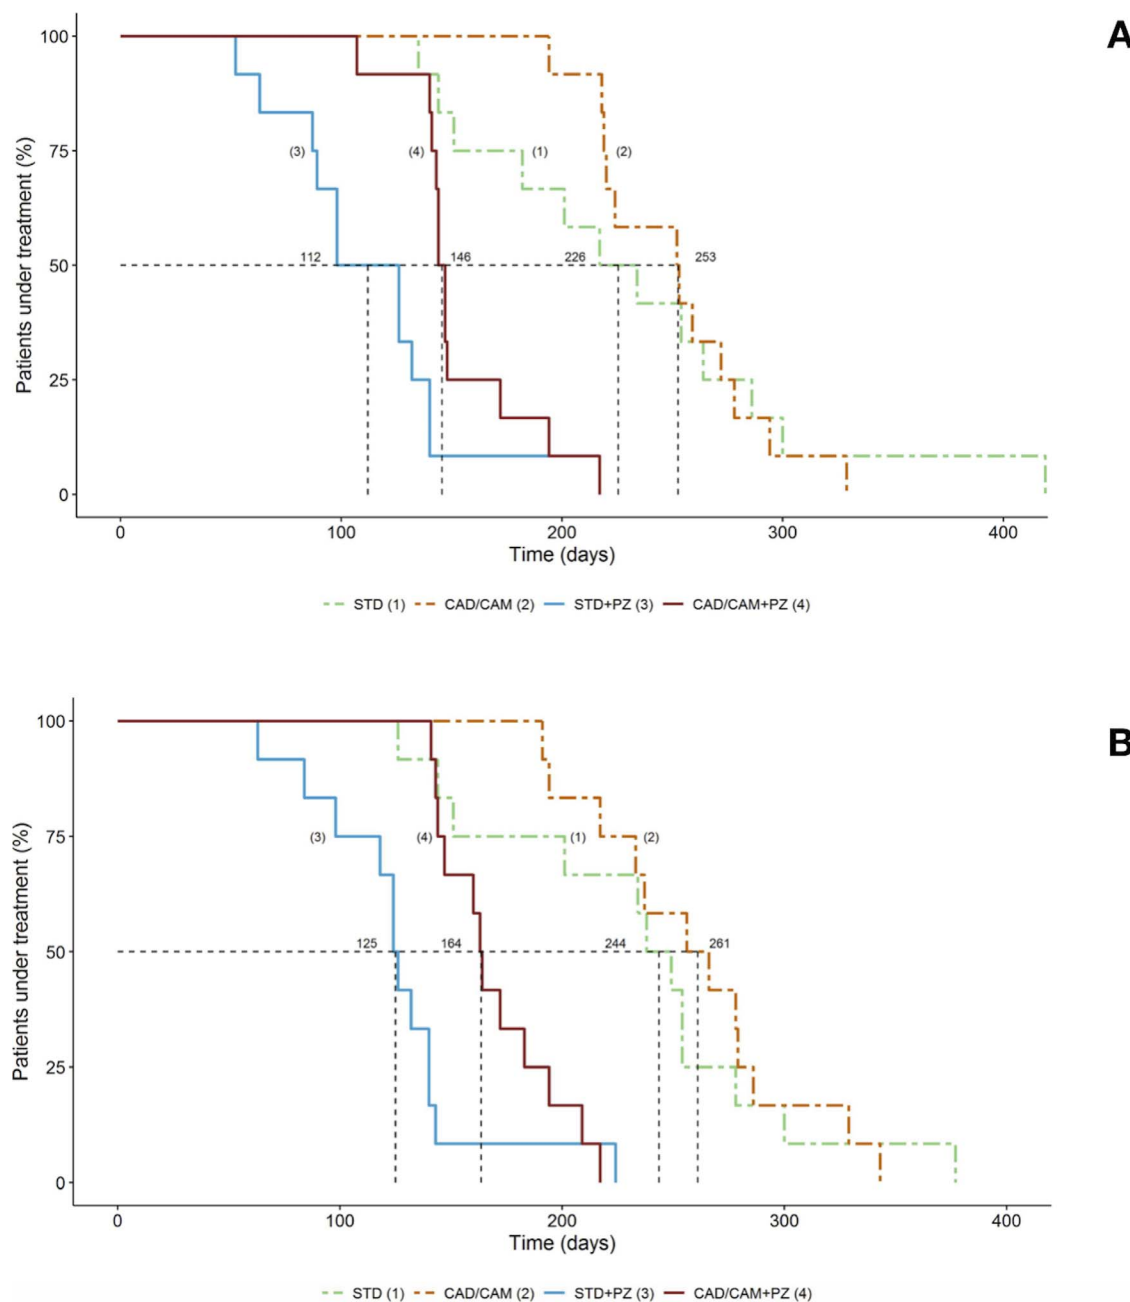 A
100
75
50
25
0
Patients under treatment (%)
(3)
(4)
(1)
(2)
112
146
226
253
0
100
200
300
400
Time (days)
STD (1)
CAD/CAM (2)
STD+PZ (3)
CAD/CAM+PZ (4)
B
100
75
50
25
0
Patients under treatment (%)
(3)
(4)
(1)
(2)
125
164
244
261
0
100
200
300
400
Time (days)
STD (1)
CAD/CAM (2)
STD+PZ (3)
CAD/CAM+PZ (4)